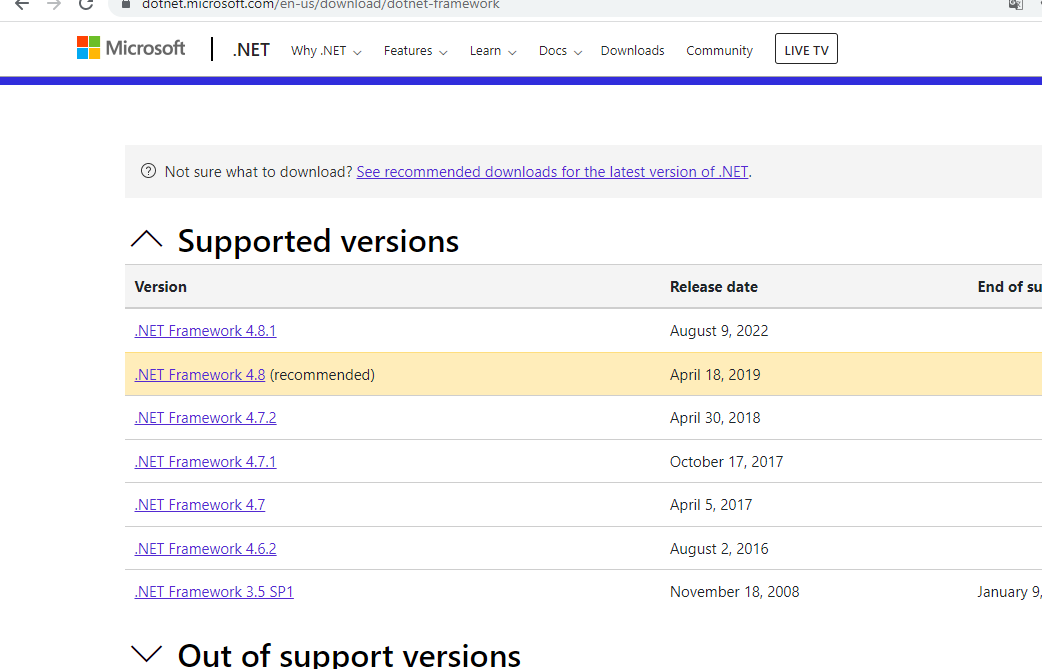 dotnet.microsoft.com/en-us/download/dotnet-framework
Microsoft .NET Why .NET Features Learn Docs Downloads Community LIVE TV
Not sure what to download? See recommended downloads for the latest version of .NET.
Supported versions
Version Release date End of su
.NET Framework 4.8.1 August 9, 2022
.NET Framework 4.8 (recommended) April 18, 2019
.NET Framework 4.7.2 April 30, 2018
.NET Framework 4.7.1 October 17, 2017
.NET Framework 4.7 April 5, 2017
.NET Framework 4.6.2 August 2, 2016
.NET Framework 3.5 SP1 November 18, 2008 January 9,
Out of support versions